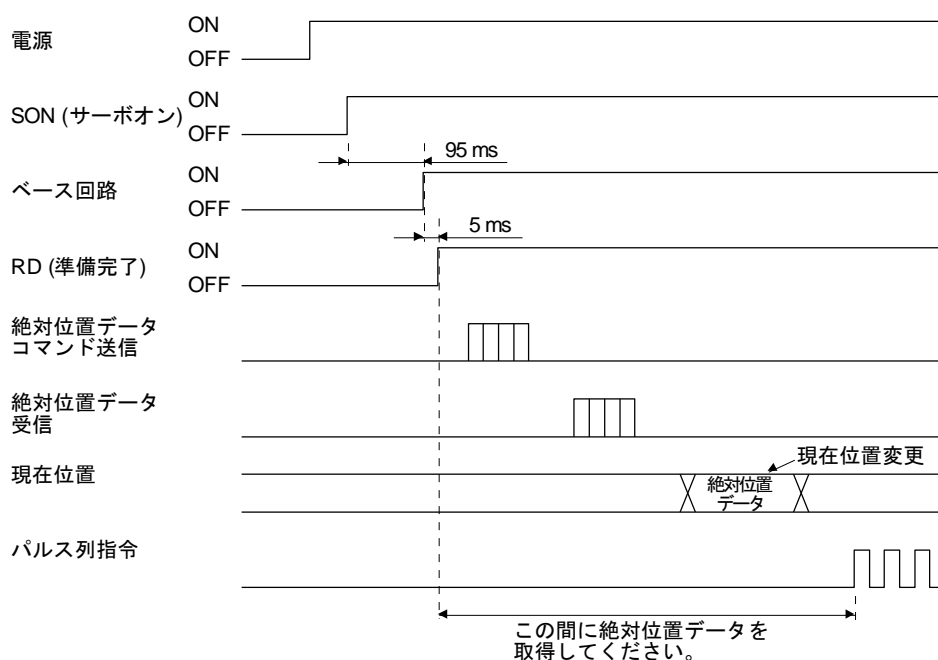 電源
ON
OFF
SON (サーボオン)
ON
OFF
95 ms
ベース回路
ON
OFF
5 ms
RD (準備完了)
ON
OFF
絶対位置データ
コマンド送信
絶対位置データ
受信
現在位置
現在位置変更
絶対位置
データ
パルス列指令
この間に絶対位置データを
取得してください。